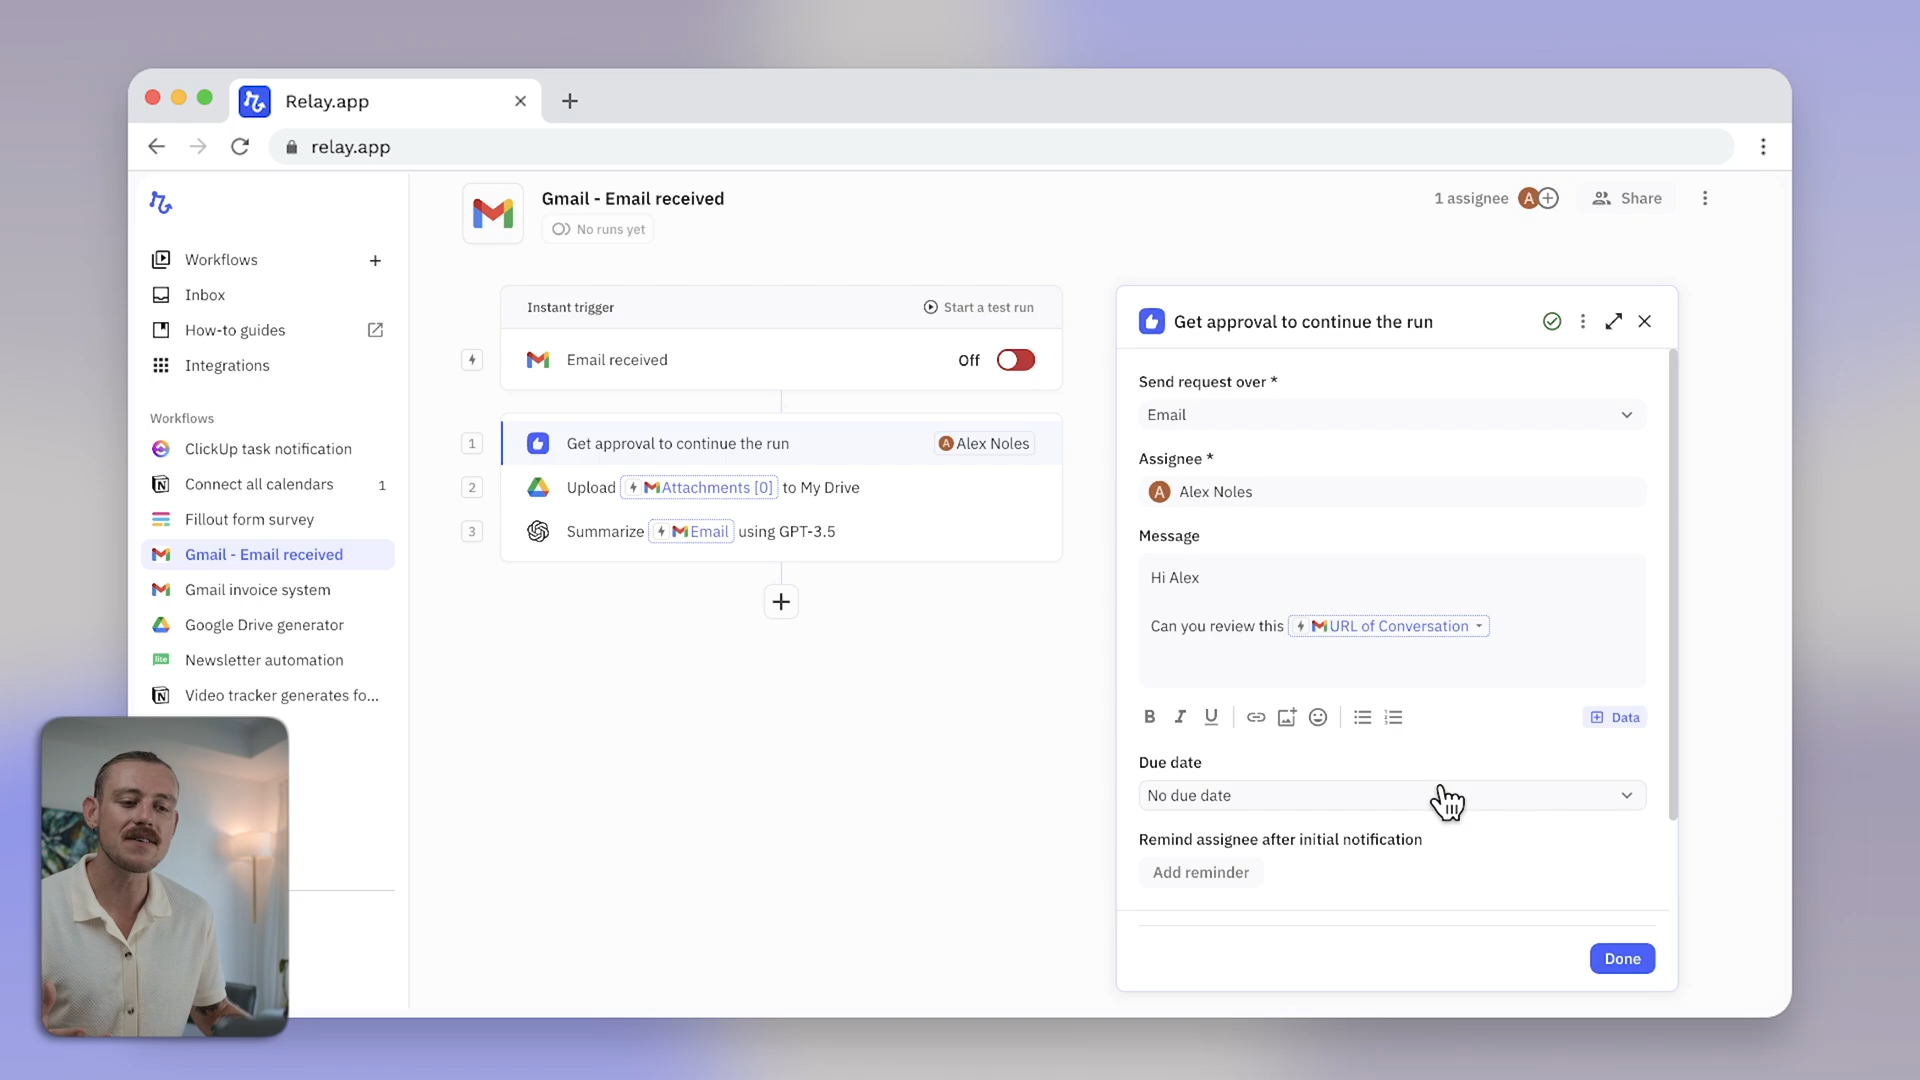 Relay.app
relay.app
Gmail - Email received
No runs yet
1 assignee A
Share
Workflows
1
Inbox
How-to guides
Integrations
Workflows
ClickUp task notification
Connect all calendars 1
Fillout form survey
Gmail - Email received
Gmail invoice system
Google Drive generator
lite Newsletter automation
Video tracker generates fo...
Instant trigger
Start a test run
Email received
Off
1 Get approval to continue the run A Alex Noles
2 Upload Attachments [0] to My Drive
3 Summarize Email using GPT-3.5
Get approval to continue the run
Send request over *
Email
Assignee *
A Alex Noles
Message
Hi Alex
Can you review this URL of Conversation
B I U
Data
Due date
No due date
Remind assignee after initial notification
Add reminder
Done